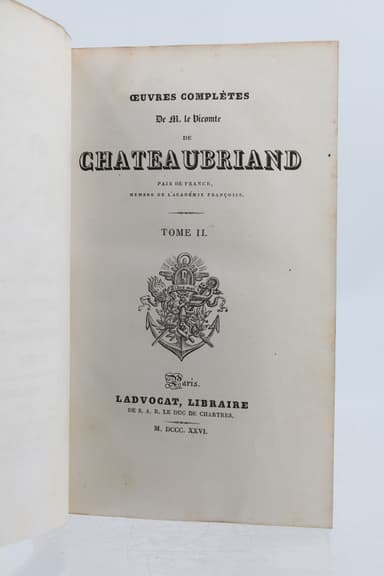 ŒUVRES COMPLÈTES
De M. le Vicomte
DE
CHATEAUBRIAND
PAIR DE FRANCE,
MEMBRE DE L'ACADÉMIE FRANÇOISE.
TOME II.
Paris.
LADVOCAT, LIBRAIRE
DE S. A. R. LE DUC DE CHARTRES.
M. DCCC. XXVI.